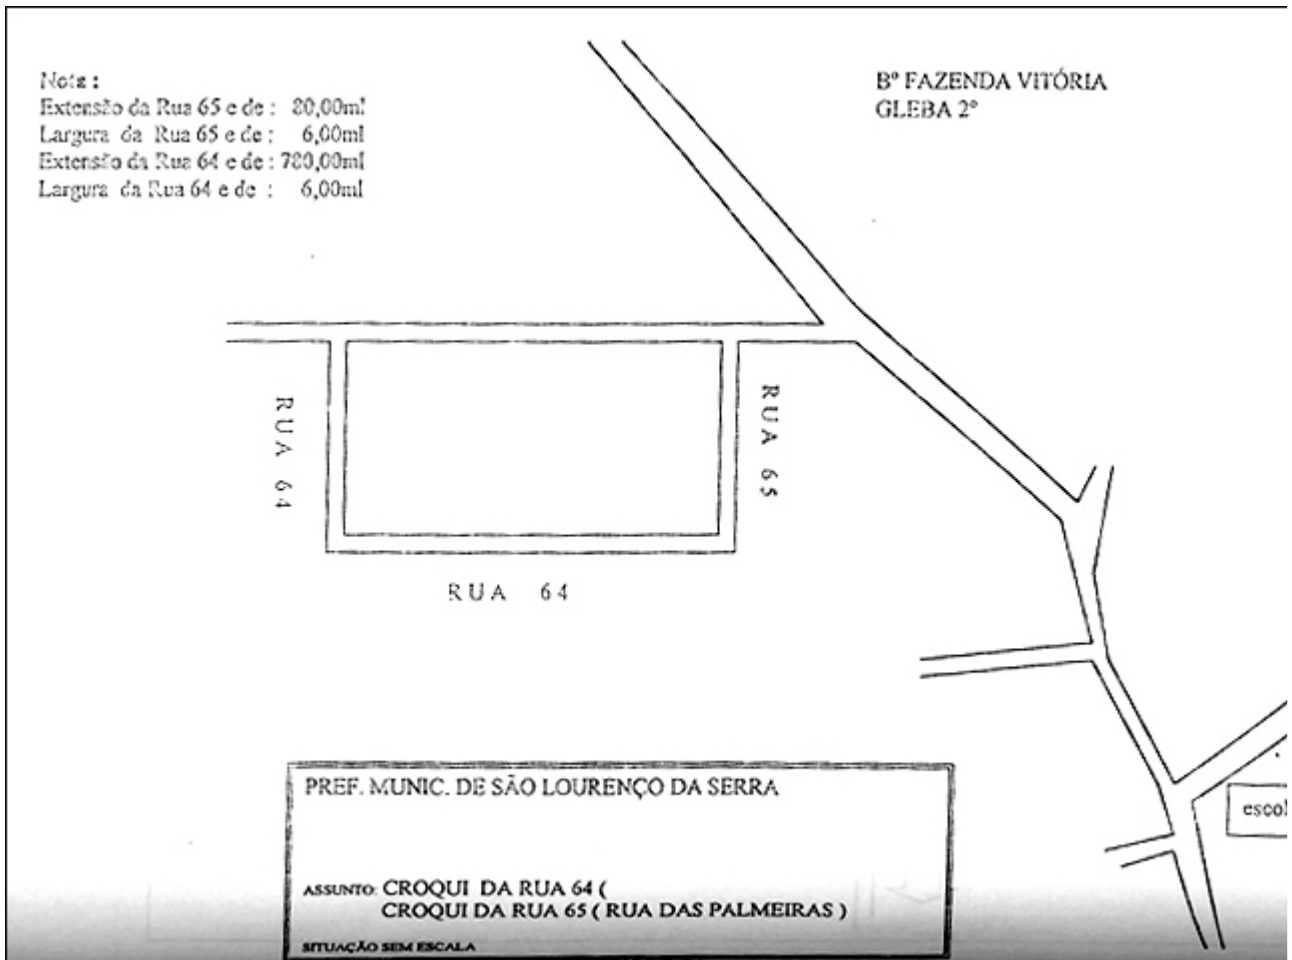 Nota :
Extensão da Rua 65 e de : 80,00ml
Largura da Rua 65 e de : 6,00ml
Extensão da Rua 64 e de : 780,00ml
Largura da Rua 64 e de : 6,00ml
Bº FAZENDA VITÓRIA
GLEBA 2º
RUA 64
RUA 65
RUA 64
escol
PREF. MUNIC. DE SÃO LOURENÇO DA SERRA
ASSUNTO: CROQUI DA RUA 64 (
CROQUI DA RUA 65 ( RUA DAS PALMEIRAS )
SITUAÇÃO SEM ESCALA